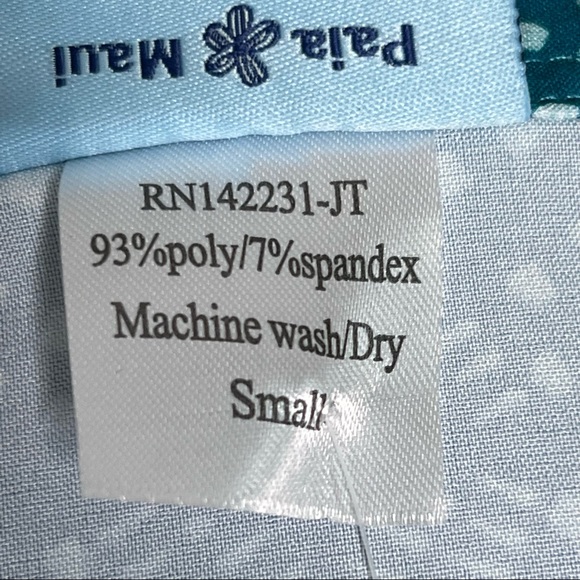 Paia Maui
RN142231-JT
93%poly/7%spandex
Machine wash/Dry
Small